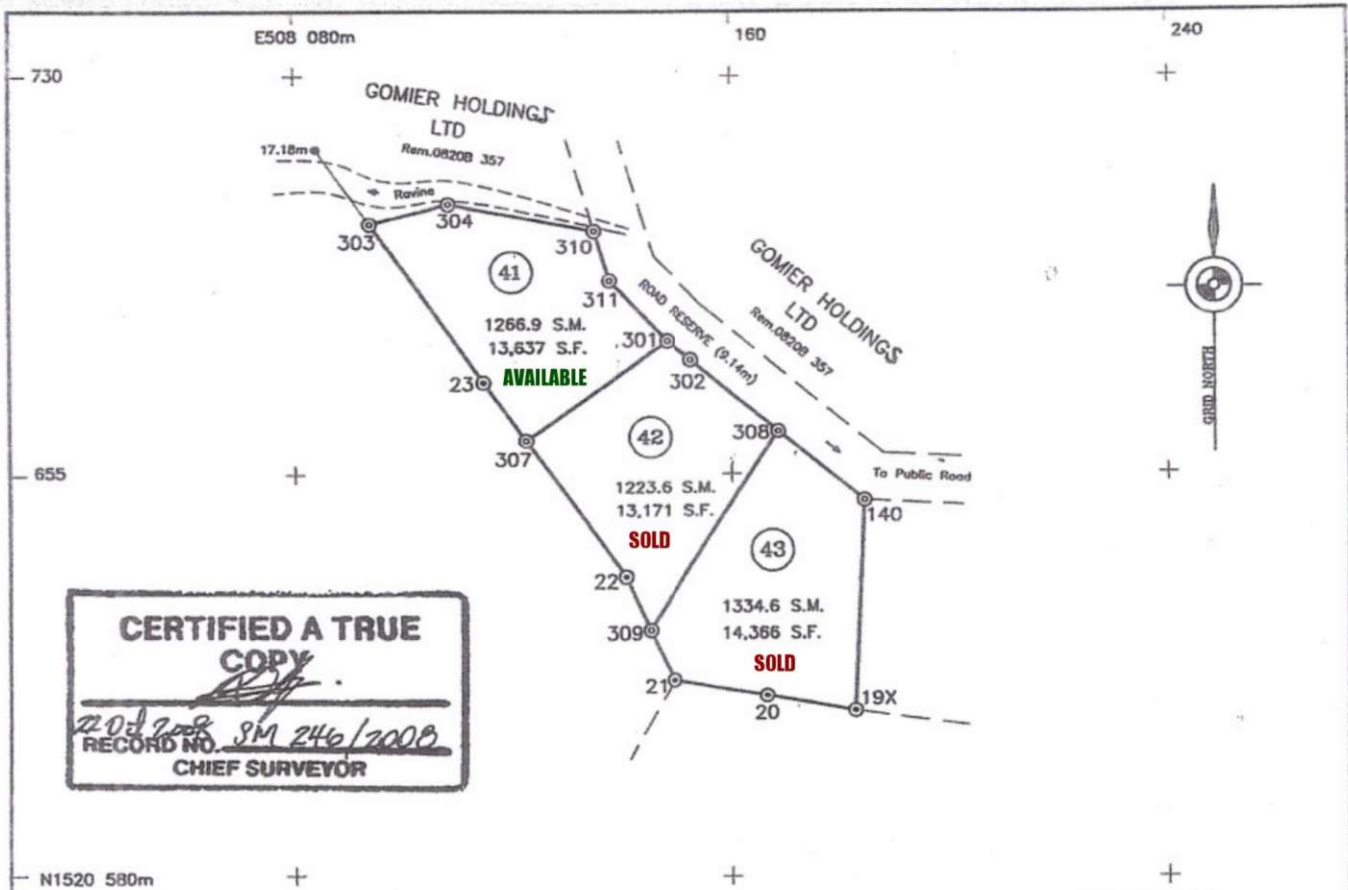 E508 080m
160
240
730
GOMIER HOLDINGS
LTD
Rem.0820B 357
17.18m
Ravine
303
304
310
311
41
1266.9 S.M.
13,637 S.F.
AVAILABLE
GOMIER HOLDINGS
LTD
Rem.0820B 357
ROAD RESERVE (9.14m)
GRID NORTH
301
302
23
307
308
42
1223.6 S.M.
13,171 S.F.
SOLD
655
To Public Road
140
43
1334.6 S.M.
14,366 S.F.
SOLD
22
309
21
20
19X
CERTIFIED A TRUE
COPY
2008
RECORD NO. SM 246/2008
CHIEF SURVEYOR
N1520 580m